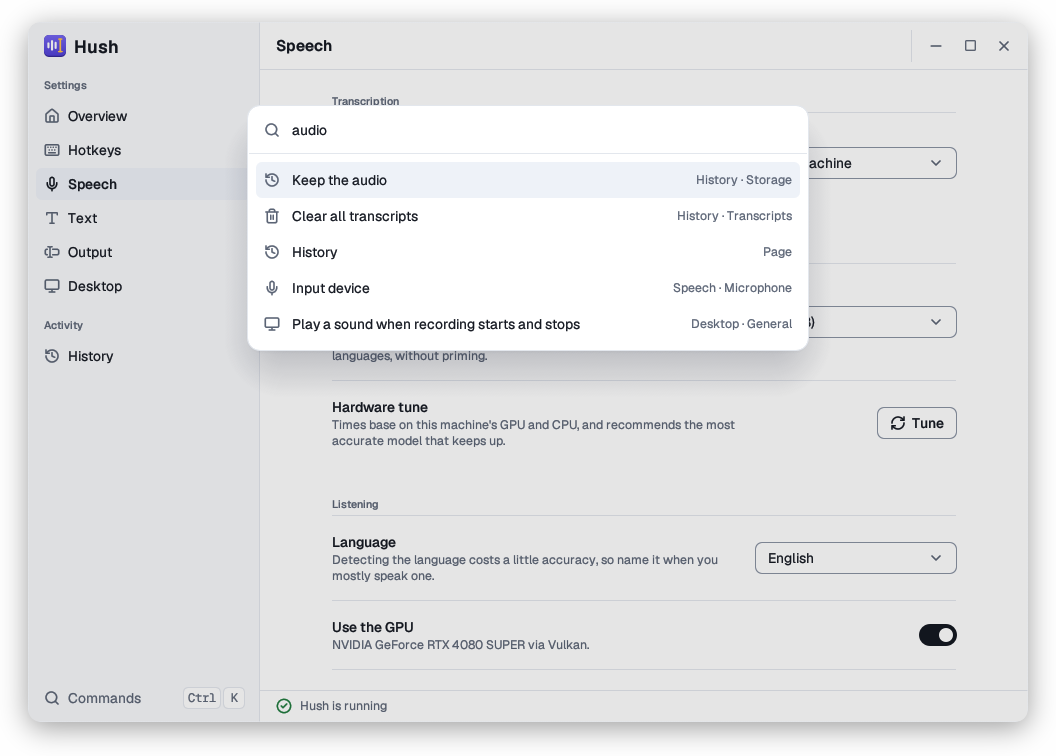 Hush
Speech
Settings
Overview
Hotkeys
Speech
Text
Output
Desktop
Activity
History
Commands
Ctrl K
Transcription
audio
Keep the audio
History · Storage
Clear all transcripts
History · Transcripts
History
Page
Input device
Speech · Microphone
Play a sound when recording starts and stops
Desktop · General
languages, without priming.
Hardware tune
Times base on this machine's GPU and CPU, and recommends the most
accurate model that keeps up.
Tune
Listening
Language
Detecting the language costs a little accuracy, so name it when you
mostly speak one.
English
Use the GPU
NVIDIA GeForce RTX 4080 SUPER via Vulkan.
Hush is running